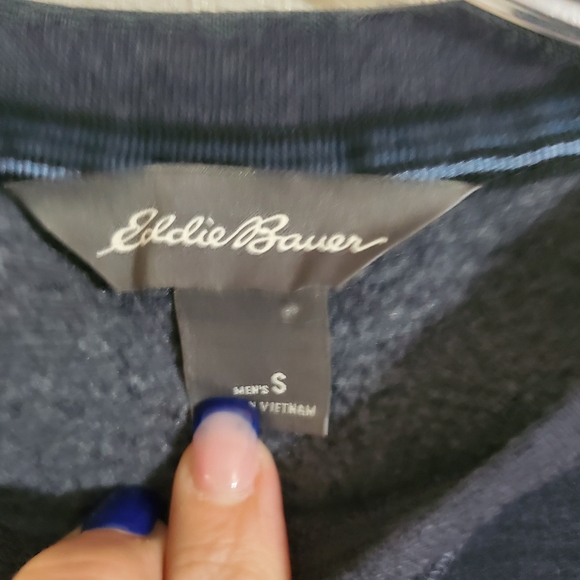 Eddie Bauer
MEN'S S
VIETNAM